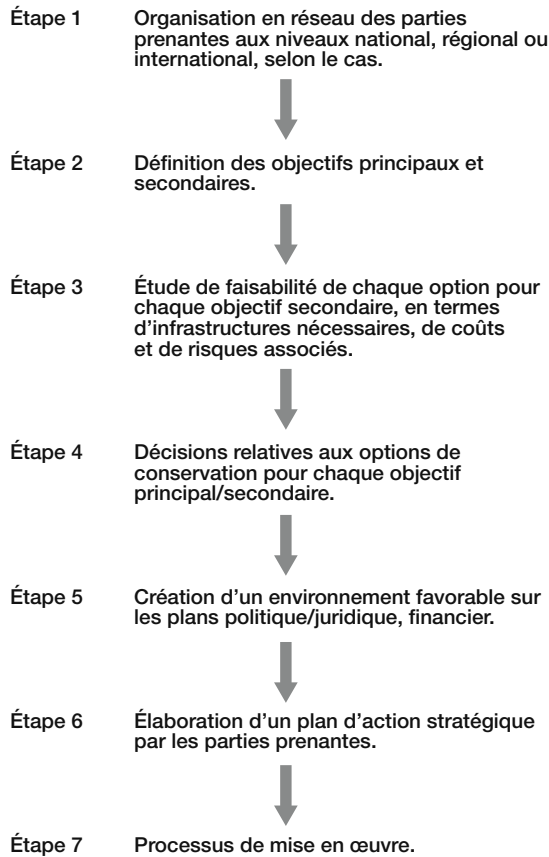 Étape 1 Organisation en réseau des parties
prenantes aux niveaux national, régional ou
international, selon le cas.
Étape 2 Définition des objectifs principaux et
secondaires.
Étape 3 Étude de faisabilité de chaque option pour
chaque objectif secondaire, en termes
d’infrastructures nécessaires, de coûts
et de risques associés.
Étape 4 Décisions relatives aux options de
conservation pour chaque objectif
principal/secondaire.
Étape 5 Création d’un environnement favorable sur
les plans politique/juridique, financier.
Étape 6 Élaboration d’un plan d’action stratégique
par les parties prenantes.
Étape 7 Processus de mise en œuvre.